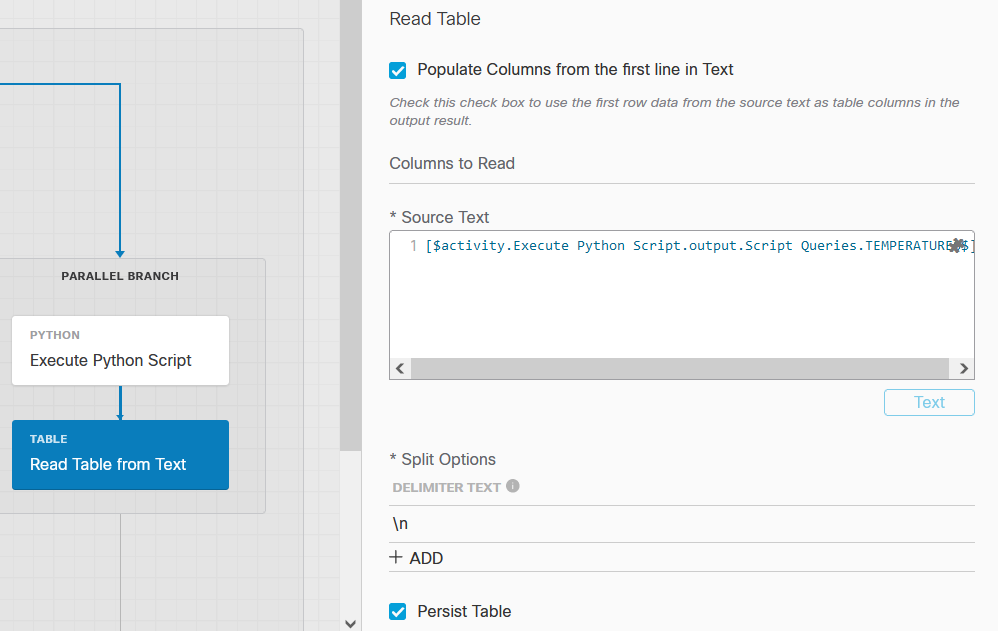 PARALLEL BRANCH
PYTHON
Execute Python Script
TABLE
Read Table from Text
Read Table
Populate Columns from the first line in Text
Check this check box to use the first row data from the source text as table columns in the
output result.
Columns to Read
* Source Text
1 [$activity.Execute Python Script.output.Script Queries.TEMPERATURE
* Split Options
DELIMITER TEXT
\n
+ ADD
Persist Table
Text